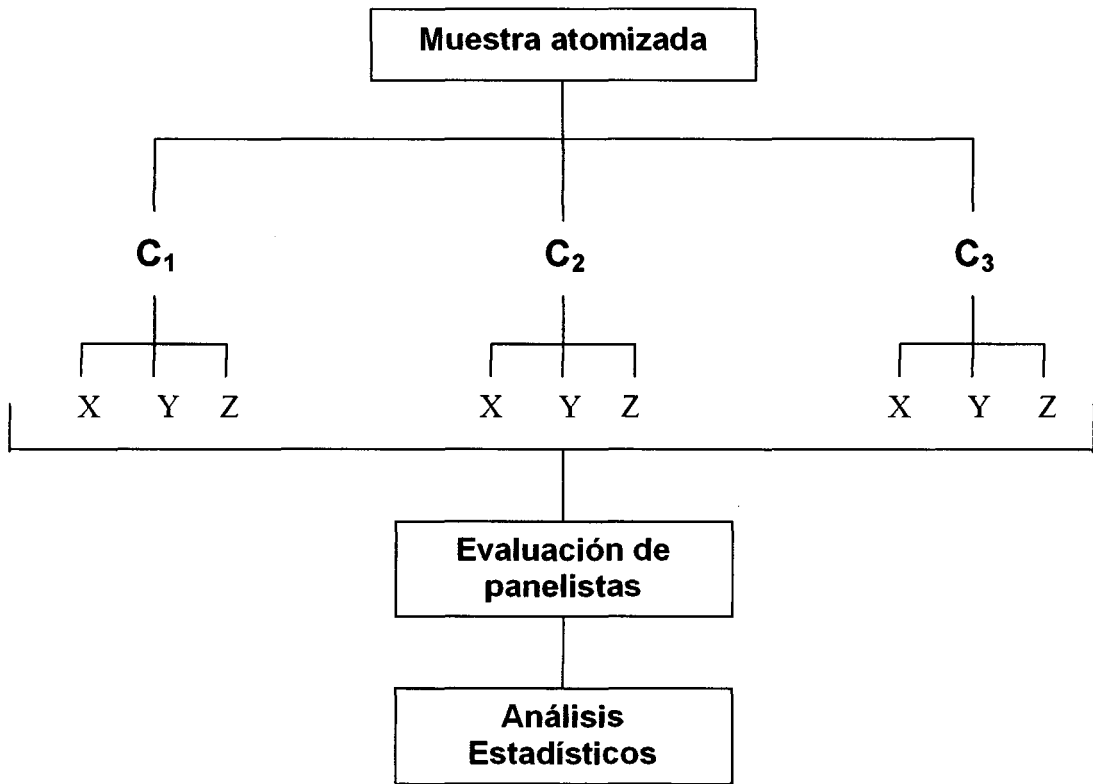 Muestra atomizada
C₁ C₂ C₃
X Y Z X Y Z X Y Z
Evaluación de
panelistas
Análisis
Estadísticos